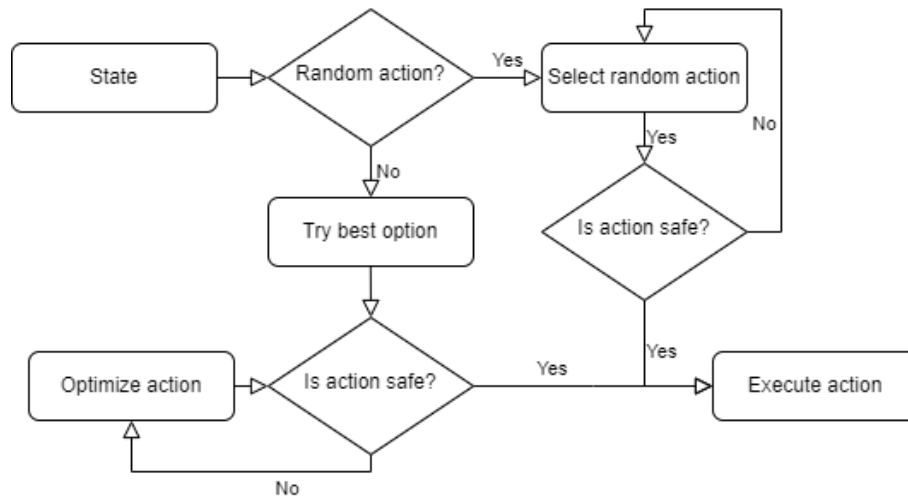 State
Random action?
Yes
Select random action
No
Yes
No
Try best option
Is action safe?
Optimize action
Is action safe?
Yes
Yes
Execute action
No